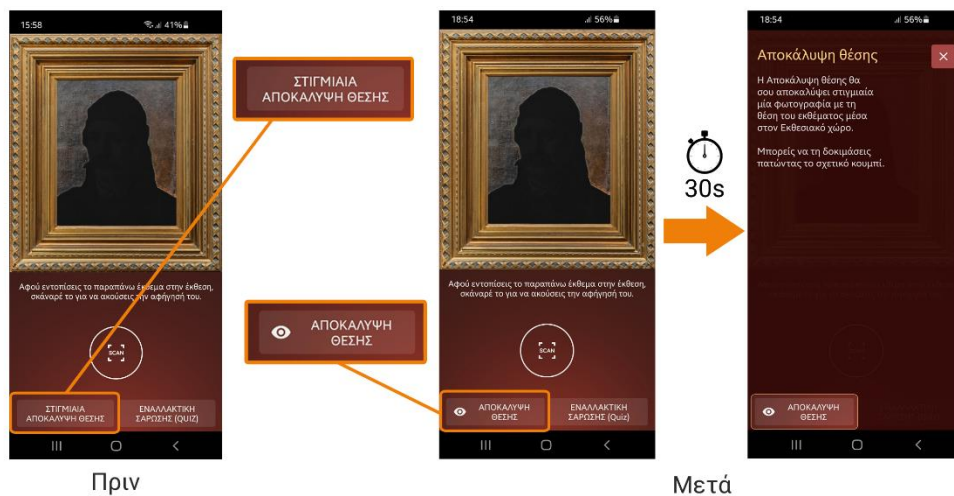 15:58
41%
ΣΤΙΓΜΙΑΙΑ
ΑΠΟΚΑΛΥΨΗ ΘΕΣΗΣ
Αφού εντοπίσεις το παραπάνω έκθεμα στην έκθεση,
σκάναρέ το για να ακούσεις την αφήγησή του.
ΑΠΟΚΑΛΥΨΗ
ΘΕΣΗΣ
SCAN
ΣΤΙΓΜΙΑΙΑ
ΑΠΟΚΑΛΥΨΗ ΘΕΣΗΣ
ΕΝΑΛΛΑΚΤΙΚΗ
ΣΑΡΩΣΗΣ (QUIZ)
Πριν
18:54
56%
Αφού εντοπίσεις το παραπάνω έκθεμα στην έκθεση,
σκάναρέ το για να ακούσεις την αφήγησή του.
SCAN
ΑΠΟΚΑΛΥΨΗ
ΘΕΣΗΣ
ΕΝΑΛΛΑΚΤΙΚΗ
ΣΑΡΩΣΗΣ (Quiz)
30s
18:54
56%
Αποκάλυψη θέσης
Η Αποκάλυψη θέσης θα
σου αποκαλύψει στιγμιαία
μία φωτογραφία με τη
θέση του εκθέματος μέσα
στον Εκθεσιακό χώρο.
Μπορείς να τη δοκιμάσεις
πατώντας το σχετικό κουμπί.
ΑΠΟΚΑΛΥΨΗ
ΘΕΣΗΣ
Μετά